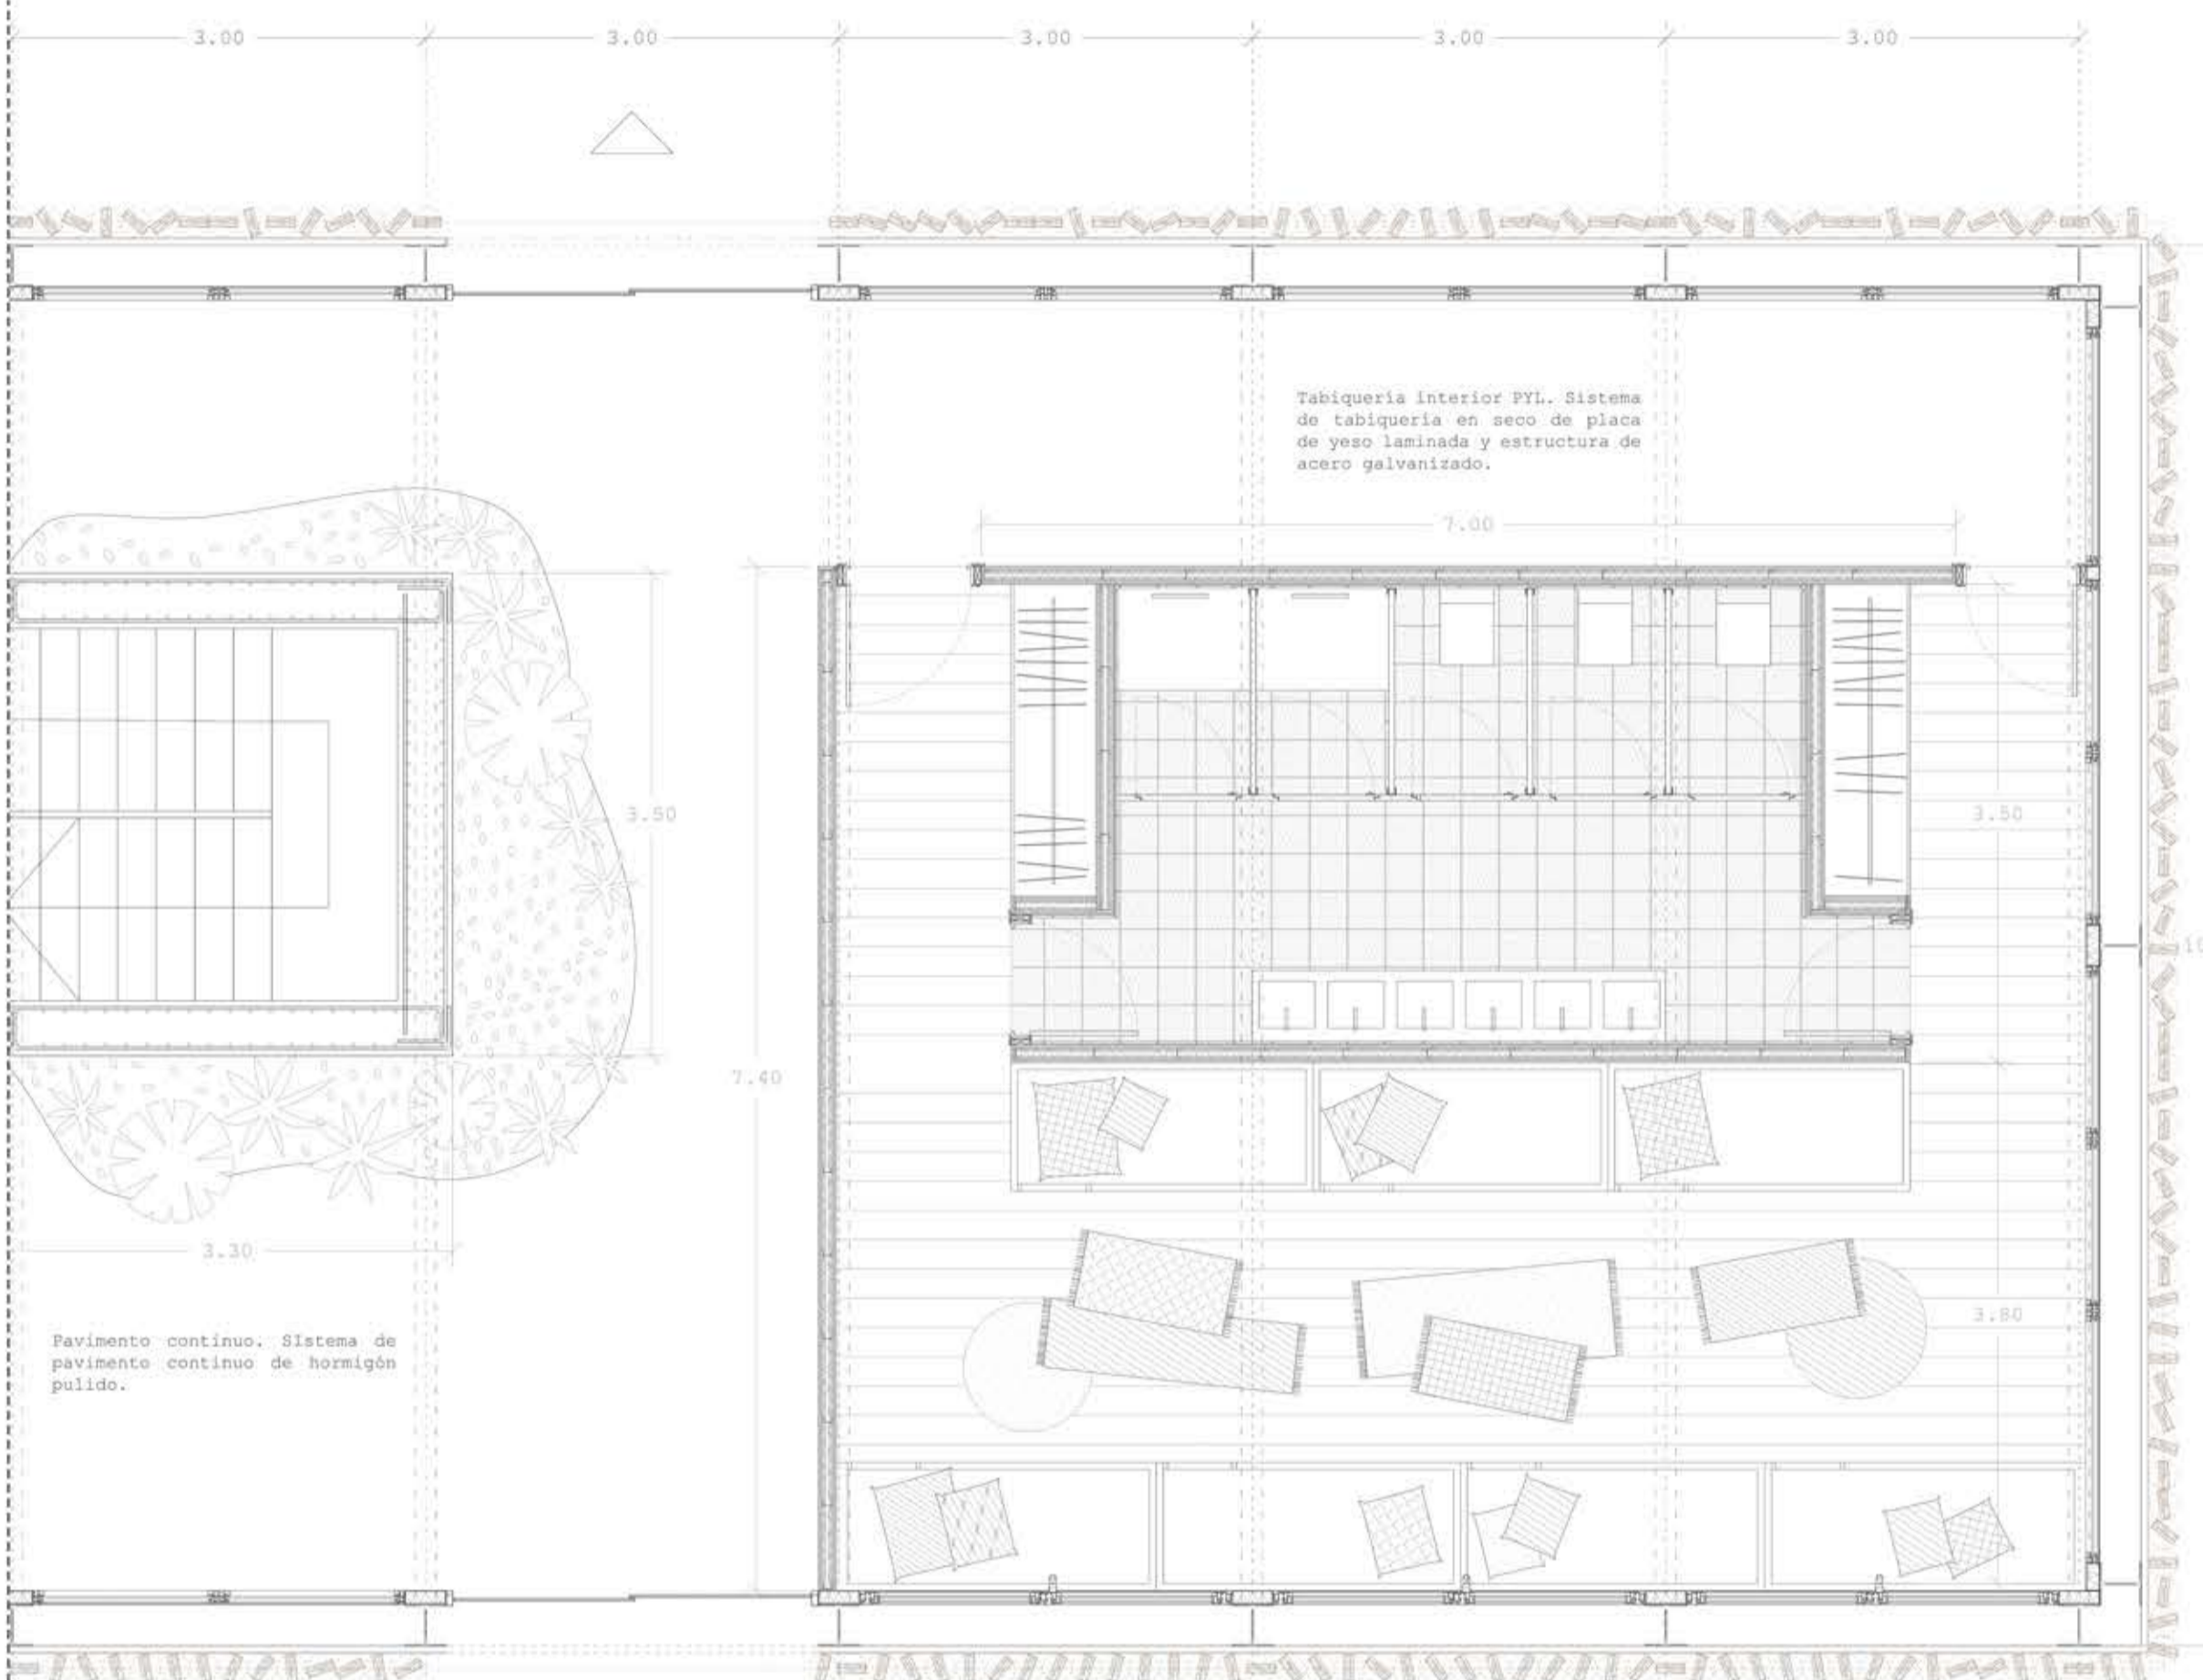 3.00
3.00
3.00
3.00
3.00
Tabiquería interior PYL. Sistema
de tabiquería en seco de placa
de yeso laminada y estructura de
acero galvanizado.
7.00
3.50
3.50
10
7.40
3.30
3.80
Pavimento continuo. SIstema de
pavimento continuo de hormigón
pulido.